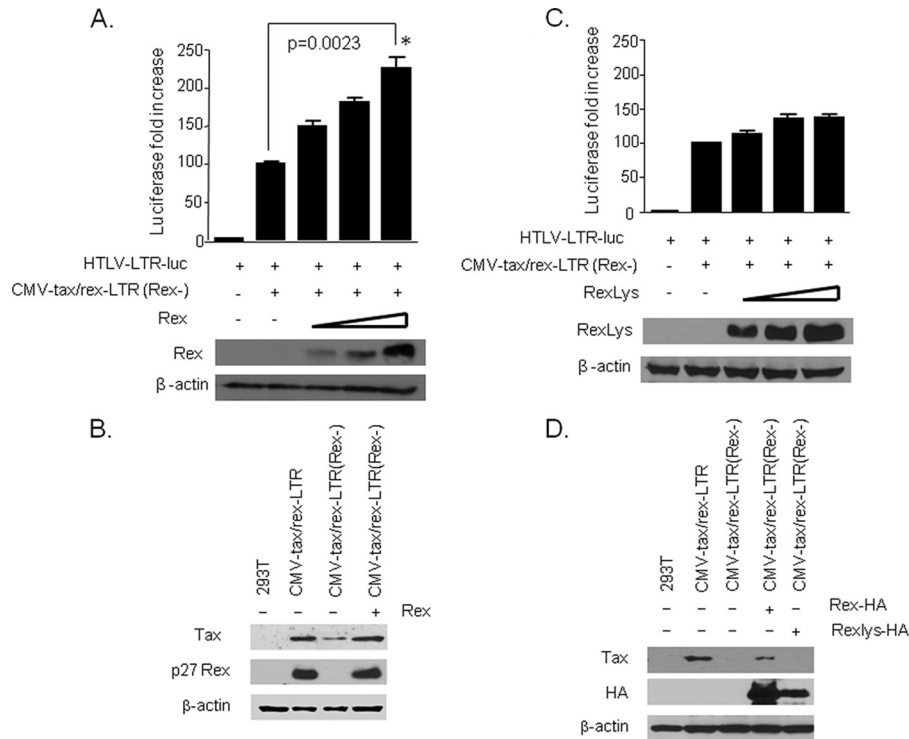 A.
p=0.0023
*
Luciferase fold increase
250
200
150
100
50
0
HTLV-LTR-luc + + + + +
CMV-tax/rex-LTR (Rex-) - + + + +
Rex - -
Rex
β-actin
B.
293T
CMV-tax/rex-LTR
CMV-tax/rex-LTR(Rex-)
CMV-tax/rex-LTR(Rex-)
- - - + Rex
Tax
p27 Rex
β-actin
C.
Luciferase fold increase
250
200
150
100
50
0
HTLV-LTR-luc + + + + +
CMV-tax/rex-LTR (Rex-) - + + + +
RexLys - -
RexLys
β-actin
D.
293T
CMV-tax/rex-LTR
CMV-tax/rex-LTR(Rex-)
CMV-tax/rex-LTR(Rex-)
CMV-tax/rex-LTR(Rex-)
- - - + - Rex-HA
- - - - + Rexlys-HA
Tax
HA
β-actin